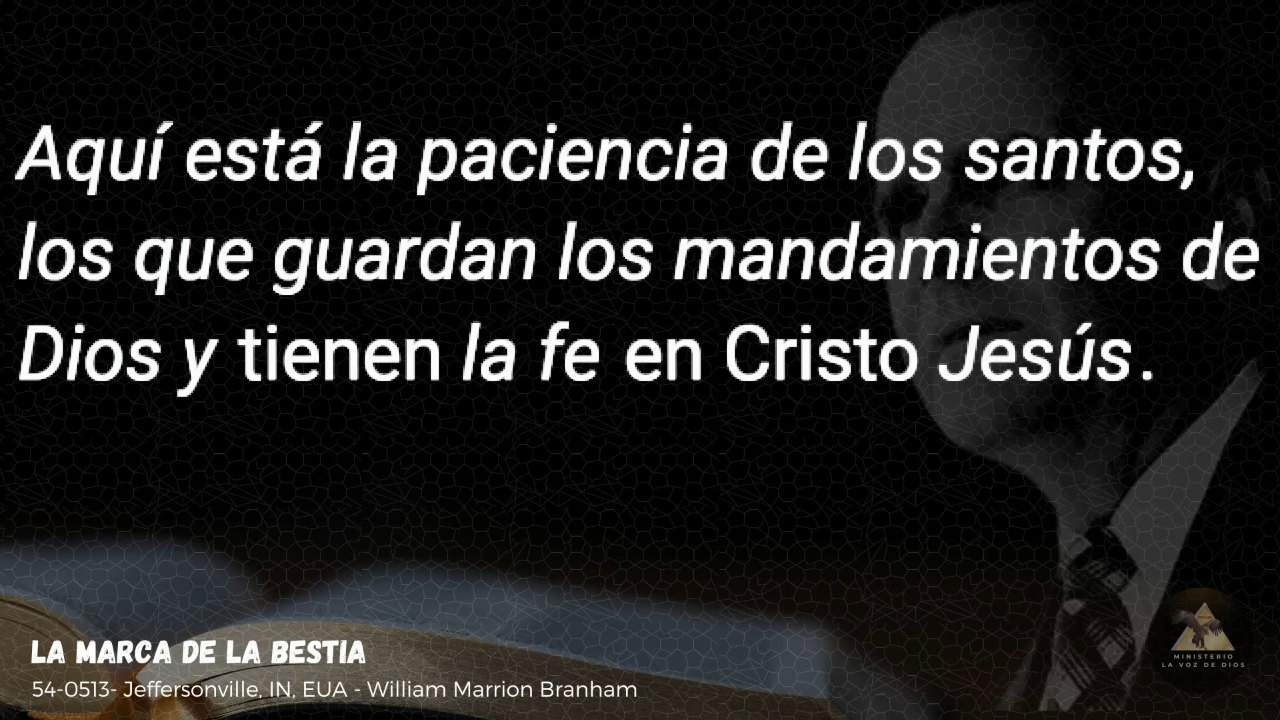 Aquí está la paciencia de los santos,
los que guardan los mandamientos de
Dios y tienen la fe en Cristo Jesús.
LA MARCA DE LA BESTIA
54-0513- Jeffersonville, IN, EUA - William Marrion Branham
MINISTERIO
LA VOZ DE DIOS